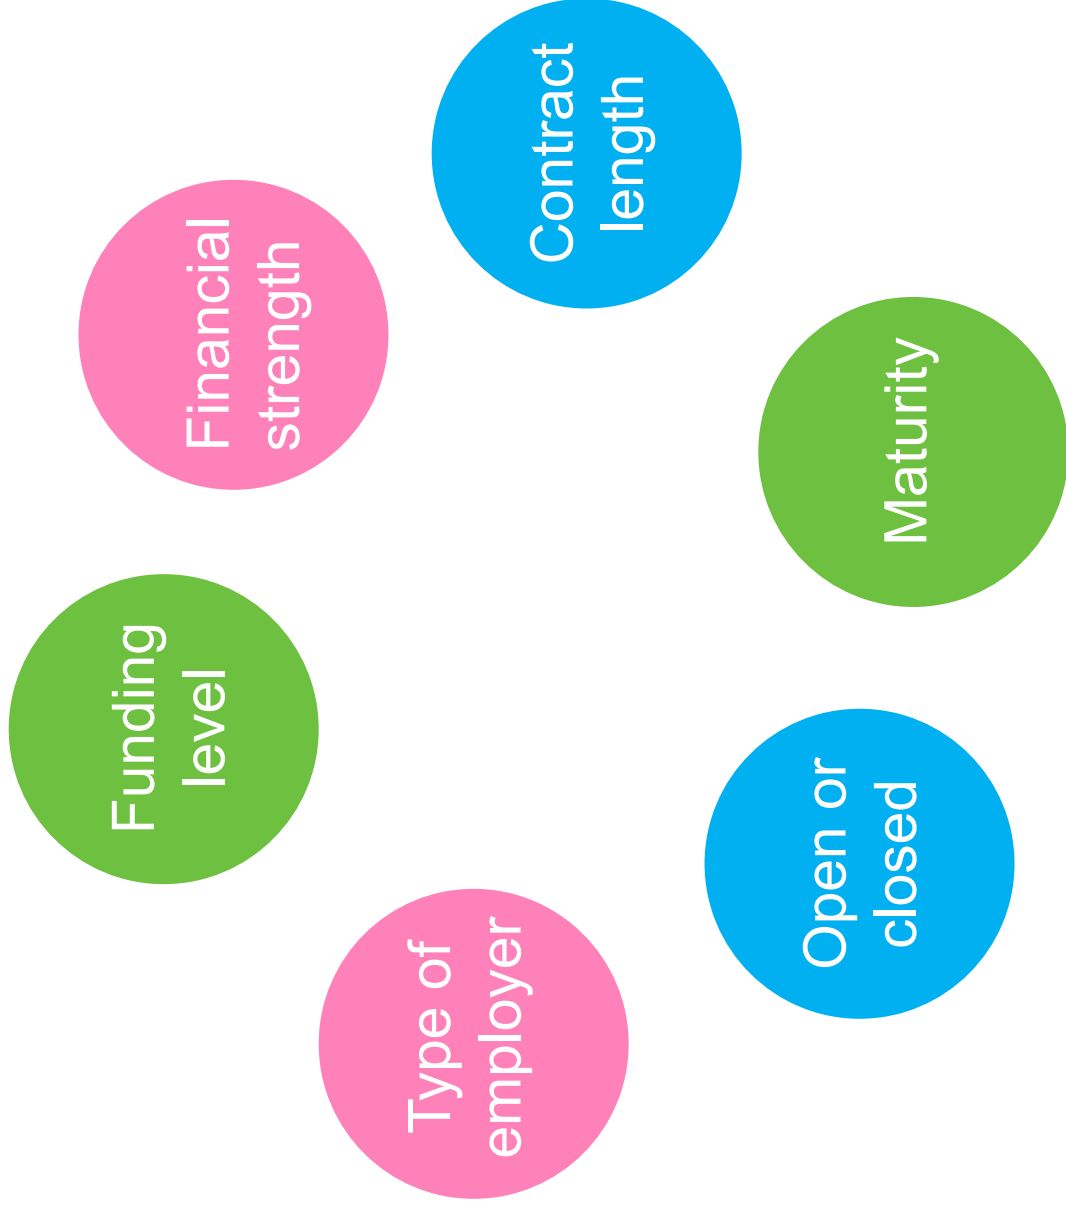 Funding
level
Financial
strength
Type of
employer
Contract
length
Open or
closed
Maturity